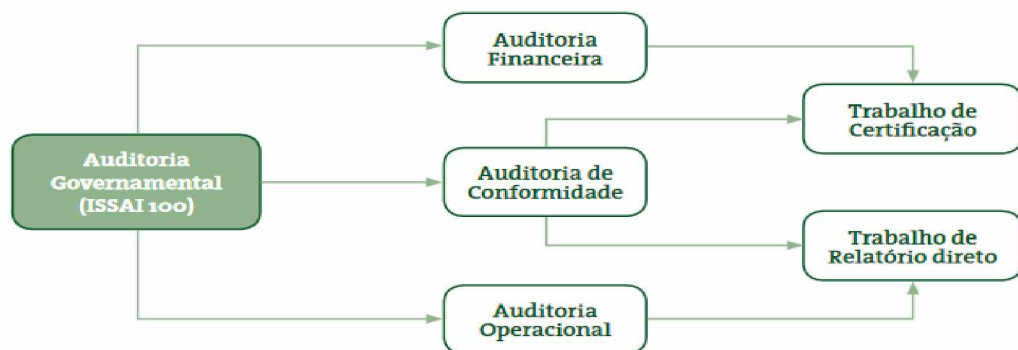 Auditoria
Financeira
Trabalho de
Certificação
Auditoria
Governamental
(ISSAI 100)
Auditoria de
Conformidade
Trabalho de
Relatório direto
Auditoria
Operacional